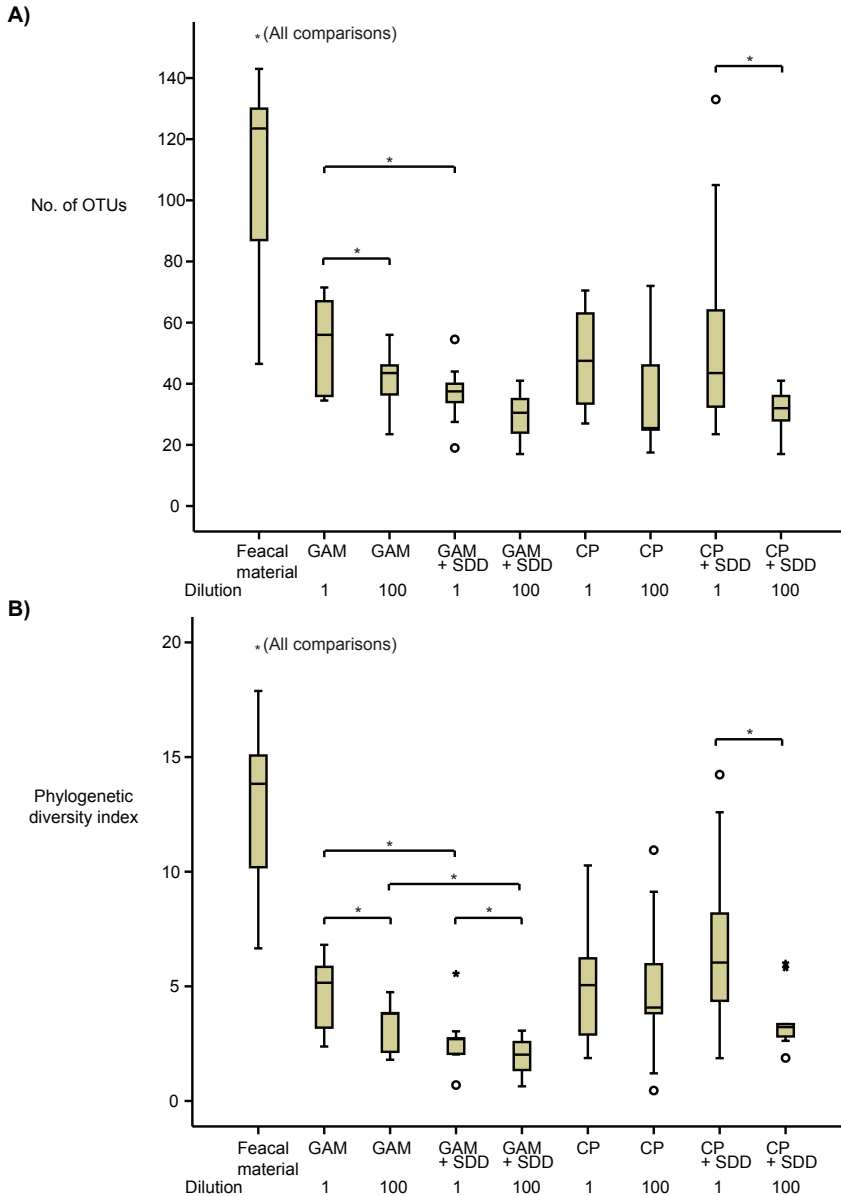 A)
* (All comparisons)
*
140
120
*
100
No. of OTUs
80
*
60
40
20
0
Feacal material GAM GAM GAM + SDD GAM + SDD CP CP CP + SDD CP + SDD
Dilution 1 100 1 100 1 100 1 100
B)
20
* (All comparisons)
15
*
Phylogenetic
diversity index
10
*
*
* *
5
0
Feacal material GAM GAM GAM + SDD GAM + SDD CP CP CP + SDD CP + SDD
Dilution 1 100 1 100 1 100 1 100